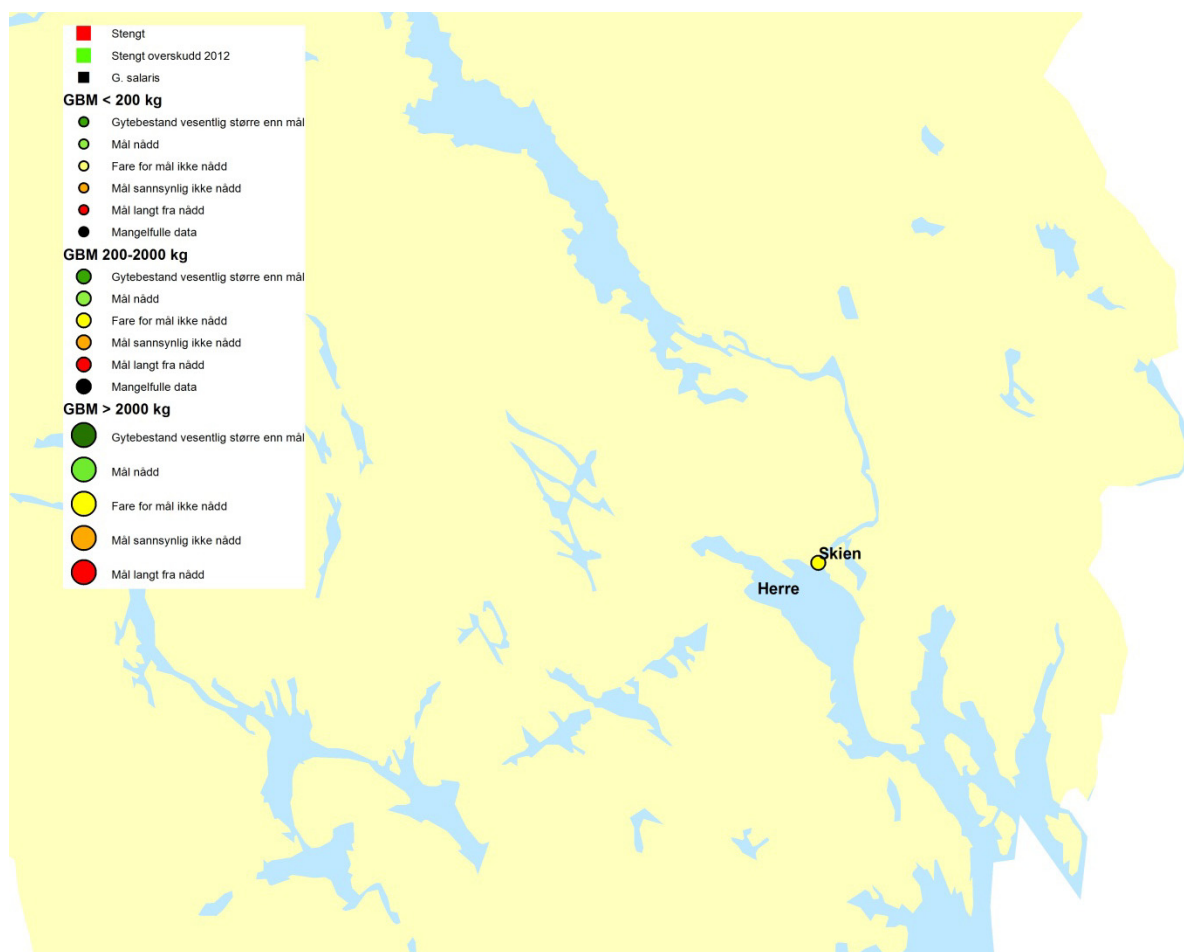 Stengt
Stengt overskudd 2012
G. salaris
GBM < 200 kg
Gytebestand vesentlig større enn mål
Mål nådd
Fare for mål ikke nådd
Mål sannsynlig ikke nådd
Mål langt fra nådd
Mangelfulle data
GBM 200-2000 kg
Gytebestand vesentlig større enn mål
Mål nådd
Fare for mål ikke nådd
Mål sannsynlig ikke nådd
Mål langt fra nådd
Mangelfulle data
GBM > 2000 kg
Gytebestand vesentlig større enn mål
Mål nådd
Fare for mål ikke nådd
Mål sannsynlig ikke nådd
Mål langt fra nådd
Skien
Herre